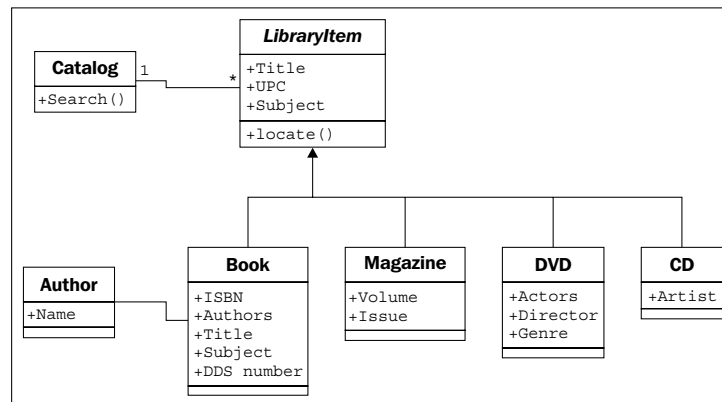 LibraryItem
+Title
+UPC
+Subject
+locate()
Catalog
+Search()
1
*
Author
+Name
Book
+ISBN
+Authors
+Title
+Subject
+DDS number
Magazine
+Volume
+Issue
DVD
+Actors
+Director
+Genre
CD
+Artist